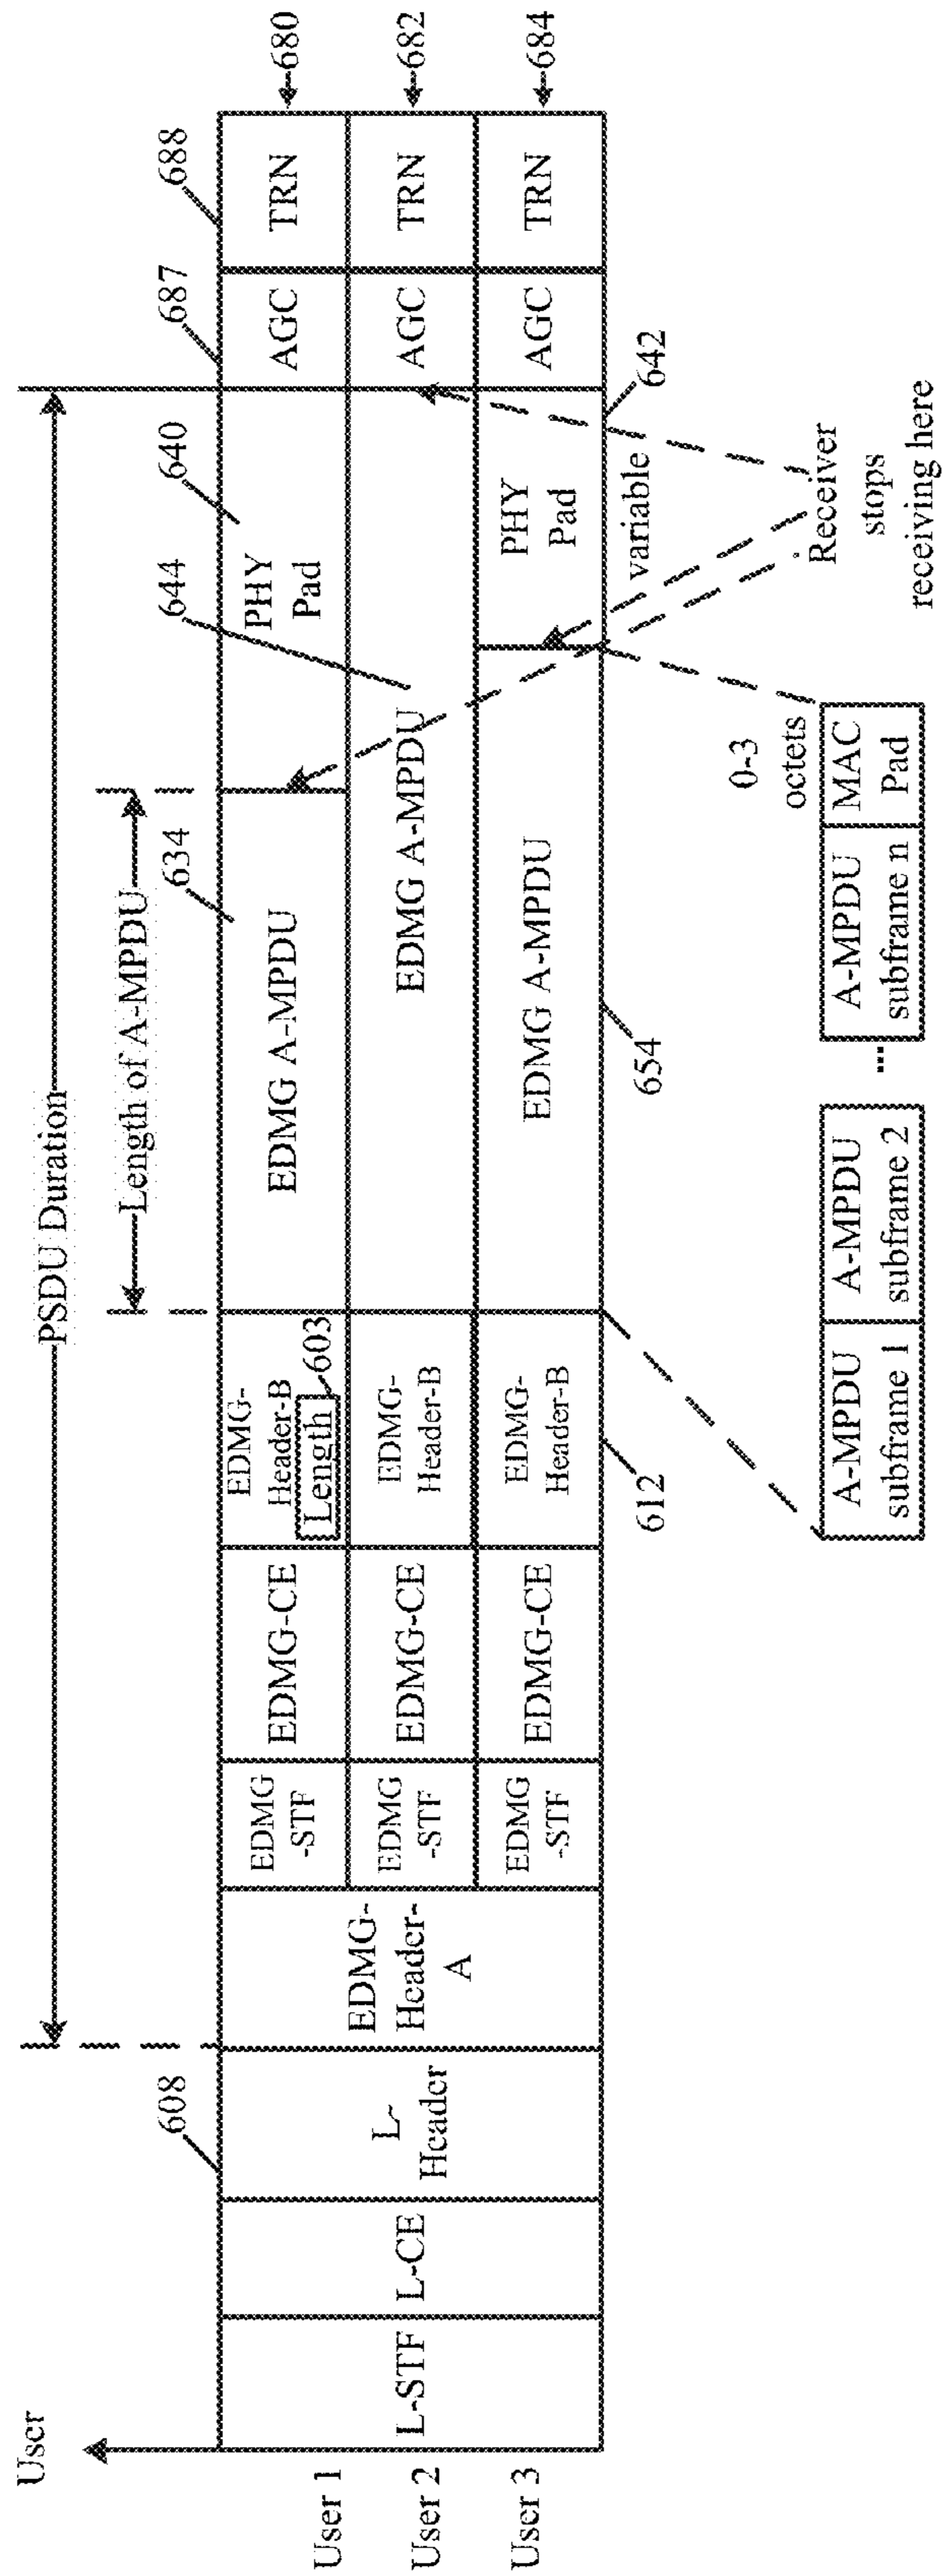 User
PSDU Duration
Length of A-MPDU
608
634
644
640
687
688
User 1
User 2
User 3
L-STF
L-CE
L-
Header
EDMG-
Header-
A
EDMG
-STF
EDMG-CE
EDMG-
Header-B
Length
603
EDMG A-MPDU
PHY
Pad
AGC
TRN
680
EDMG
-STF
EDMG-CE
EDMG-
Header-B
EDMG A-MPDU
AGC
TRN
682
EDMG
-STF
EDMG-CE
EDMG-
Header-B
EDMG A-MPDU
PHY
Pad
AGC
TRN
684
612
654
variable
642
A-MPDU
subframe 1
A-MPDU
subframe 2
...
A-MPDU
subframe n
MAC
Pad
0-3
octets
Receiver
stops
receiving here